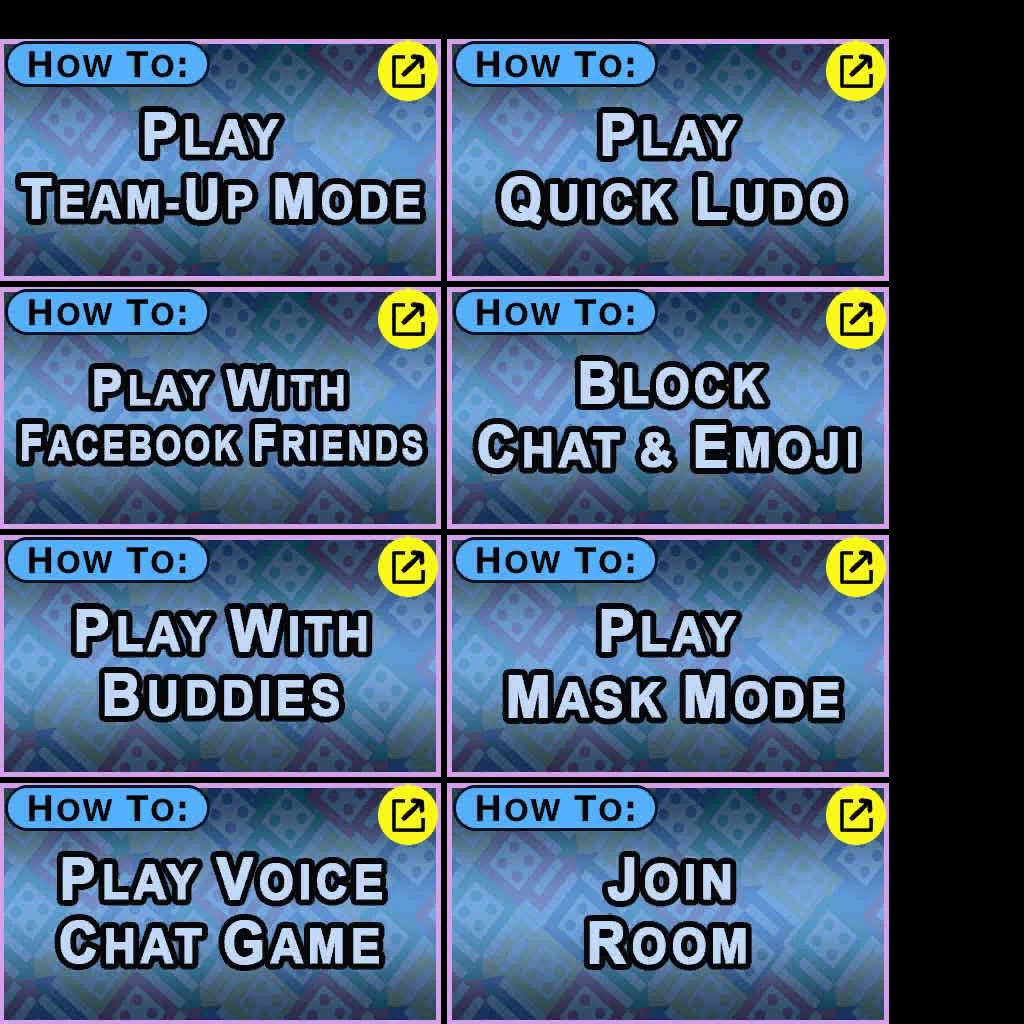 How To:
Play
Team-Up Mode
How To:
Play
Quick Ludo
How To:
Play With
Facebook Friends
How To:
Block
Chat & Emoji
How To:
Play With
Buddies
How To:
Play
Mask Mode
How To:
Play Voice
Chat Game
How To:
Join
Room